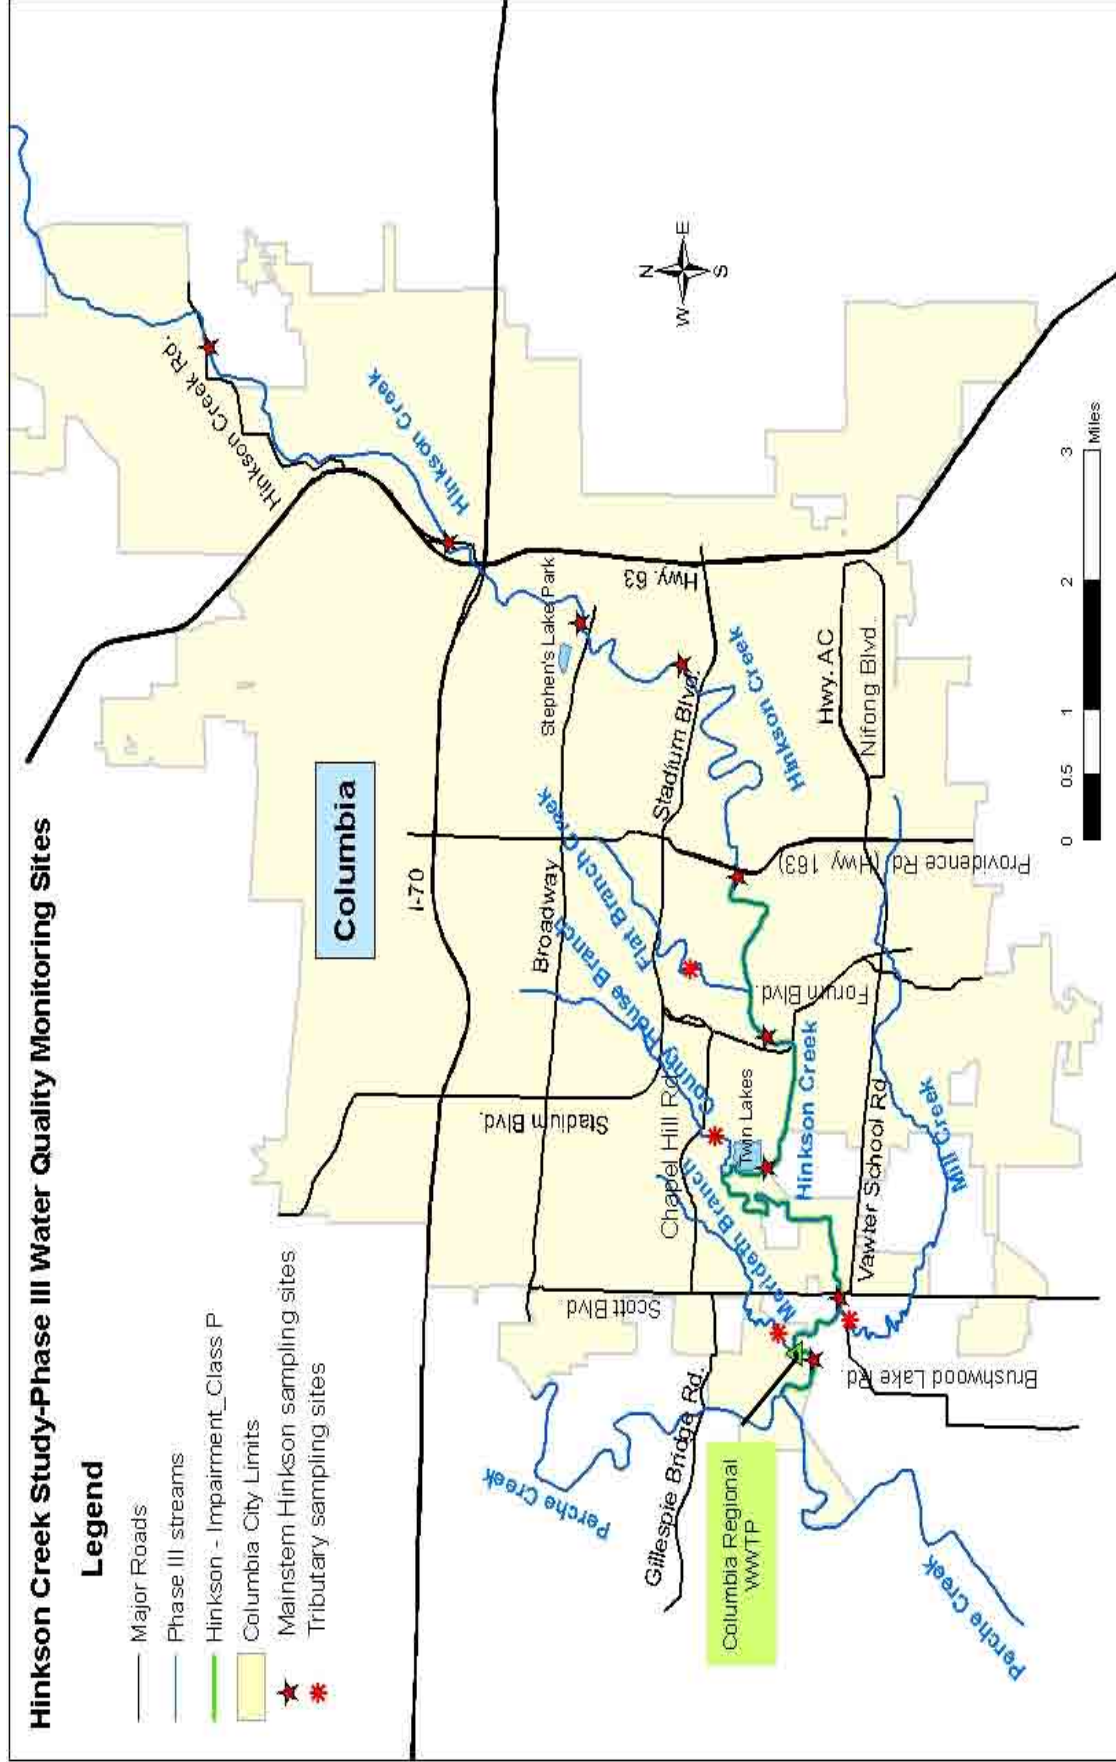 Hinkson Creek Study-Phase III Water Quality Monitoring Sites
Legend
Major Roads
Phase III streams
Hinkson - Impairment_Class P
Columbia City Limits
Mainstem Hinkson sampling sites
Tributary sampling sites
Columbia
I-70
Hinkson Creek Rd.
Hinkson Creek
N
W
E
S
Stephen's Lake Park
Broadway
Hwy. 63
Stadium Blvd.
Stadium Blvd.
Flat Branch Creek
County House Branch
Hinkson Creek
Hwy. AC
Nifong Blvd.
Providence Rd (Hwy 163)
Forum Blvd.
Chapel Hill Rd
Twin Lakes
Merideth Branch
Hinkson Creek
Vawter School Rd
Mill Creek
Scott Blvd.
Gillespie Bridge Rd.
Brushwood Lake Rd.
Perche Creek
Columbia Regional
WWTP
Perche Creek
0
0.5
1
2
3
Miles